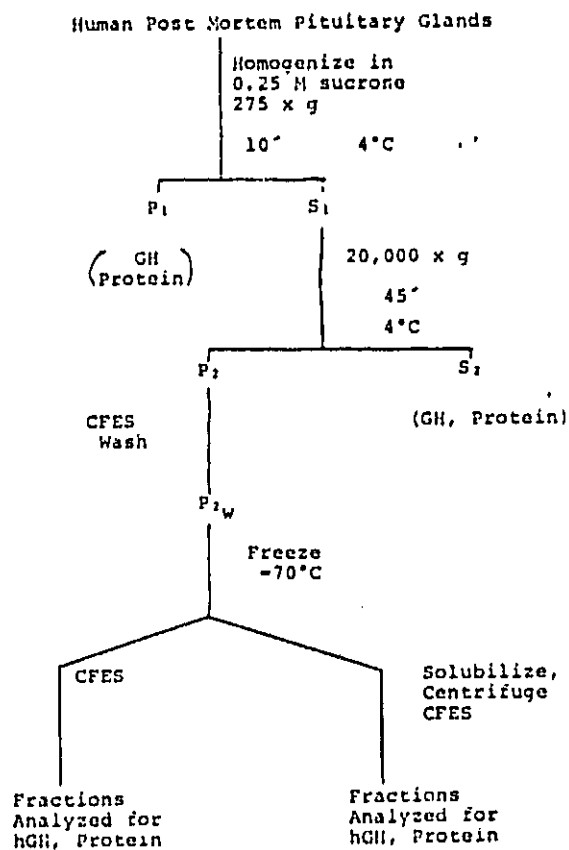 Human Post Mortem Pituitary Glands
Homogenize in
0.25 M sucrone
275 x g
10´ 4°C
P₁ S₁
(GH
Protein)
20,000 x g
45´
4°C
P₂ S₂
CFES
Wash
(GH, Protein)
P₂w
Freeze
-70°C
CFES
Solubilize,
Centrifuge
CFES
Fractions
Analyzed for
hGH, Protein
Fractions
Analyzed for
hGH, Protein